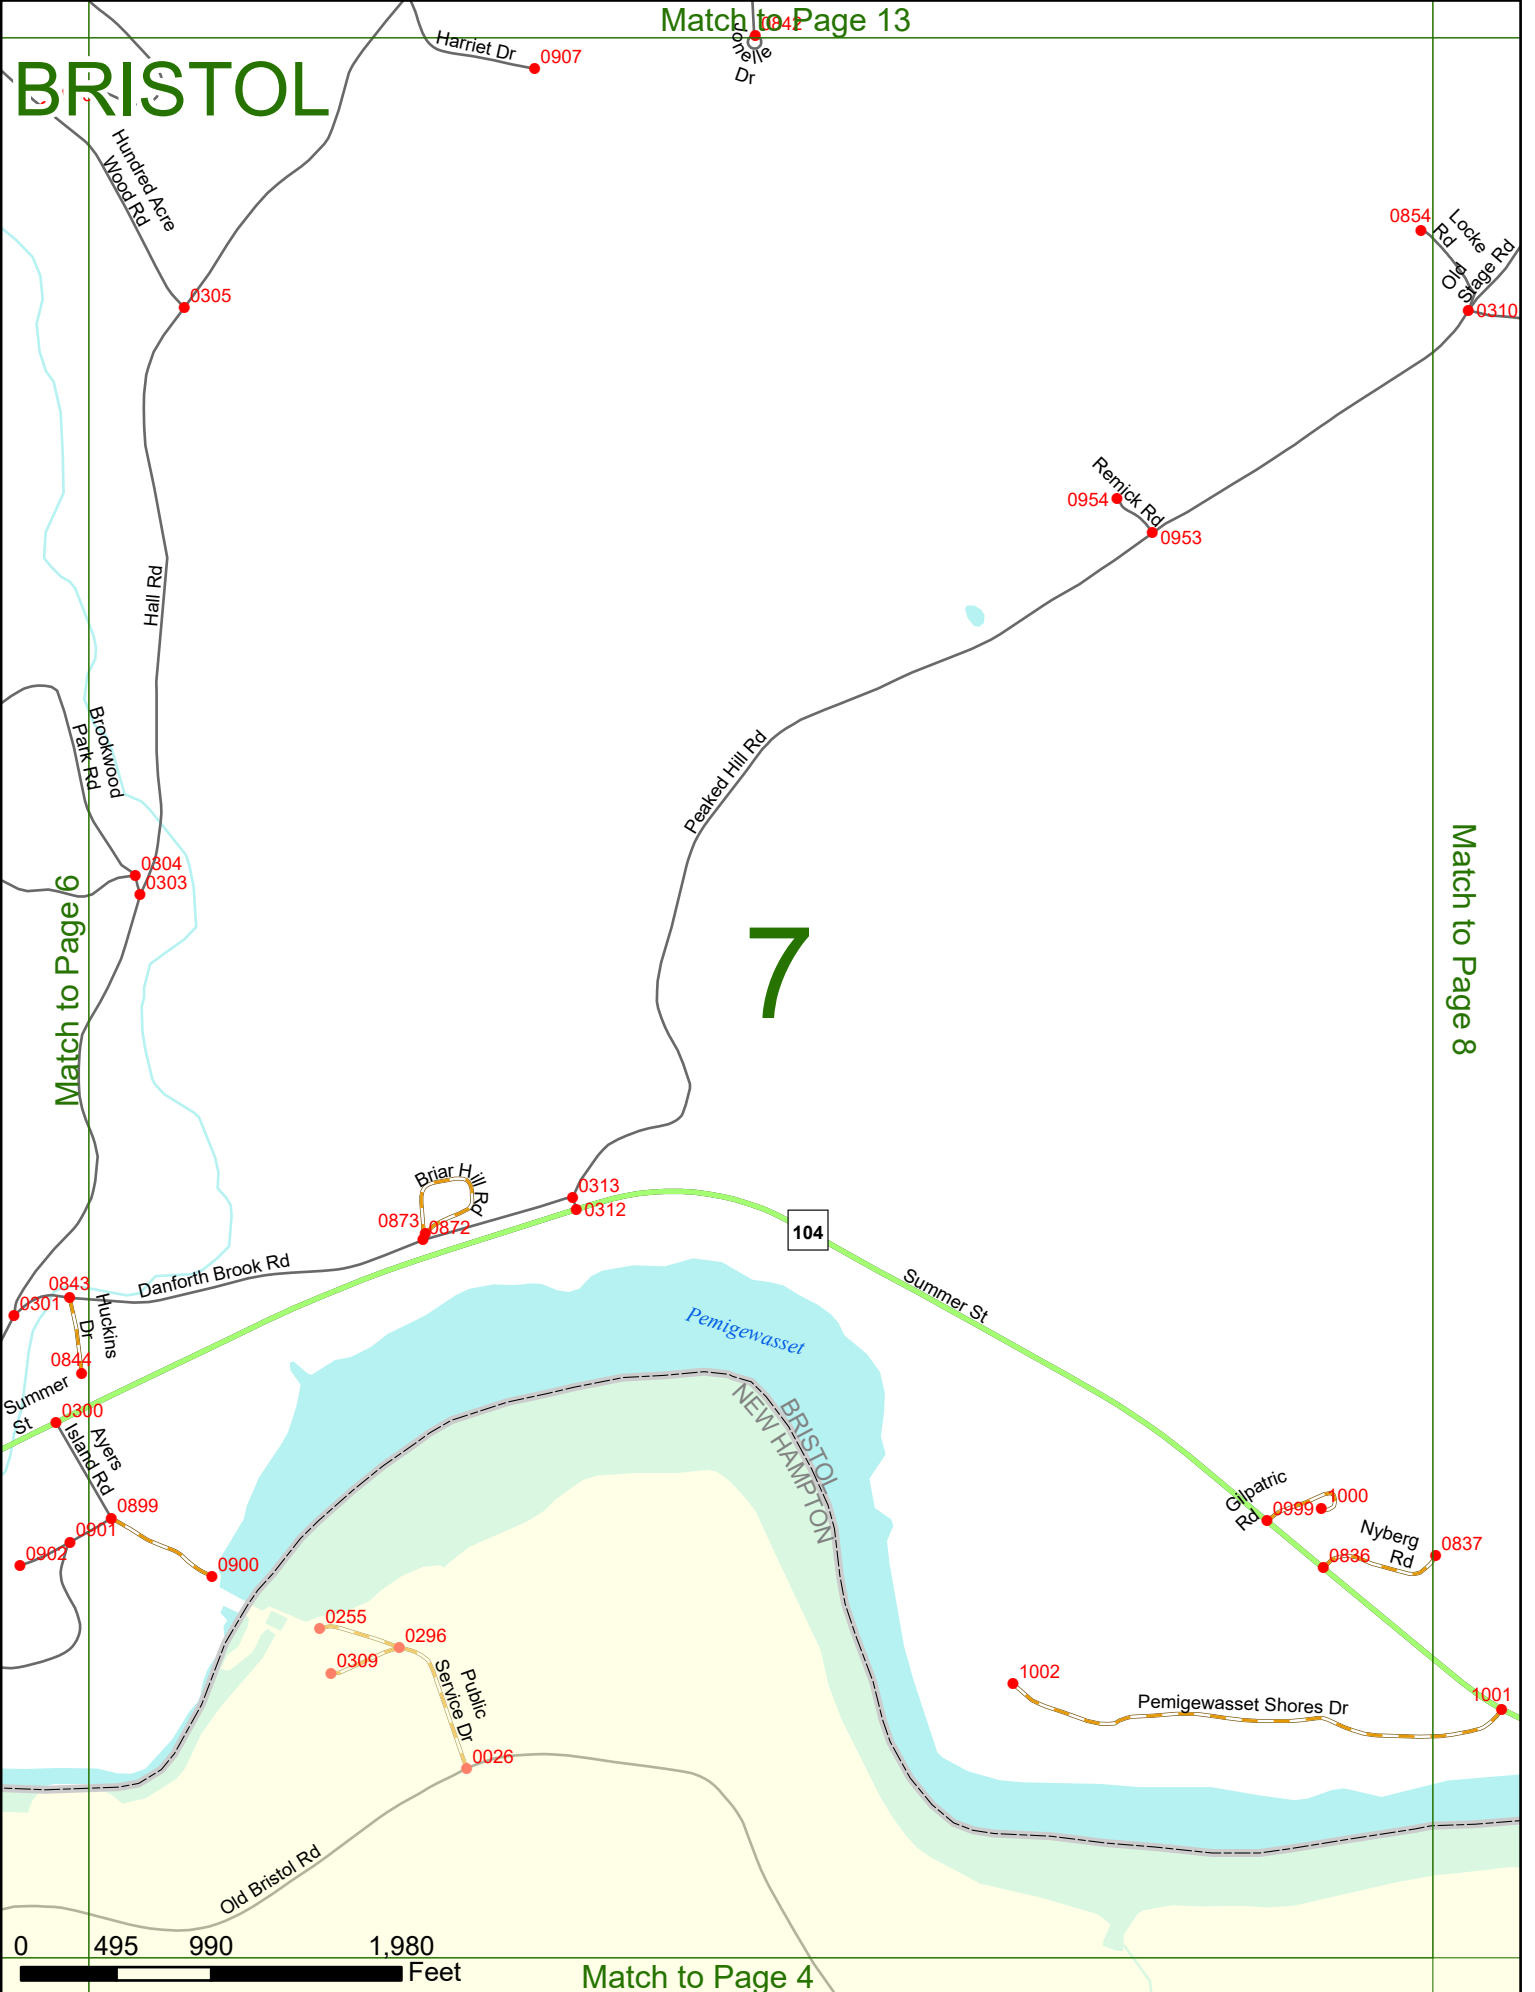 Match to Page 13
0842
Jonelle
Dr
Harriet Dr
0907
BRISTOL
Hundred Acre
Wood Rd
0305
0854
Locke
Rd
Old
Stage Rd
0310
Remick Rd
0954
0953
Hall Rd
Brookwood
Park Rd
Peaked Hill Rd
0304
0303
Match to Page 6
7
Match to Page 8
Briar Hill Rd
0313
0312
0873
0872
104
Danforth Brook Rd
0843
0301
Huckins
Dr
0844
Summer St
Pemigewasset
Summer
St
0300
Ayers
Island Rd
BRISTOL
NEW HAMPTON
0899
0901
0902
0900
Gilpatric
Rd
0999
1000
Nyberg
Rd
0836
0837
0255
0296
0309
Public
Service Dr
0026
1002
Pemigewasset Shores Dr
1001
Old Bristol Rd
0 495 990 1,980
Feet
Match to Page 4